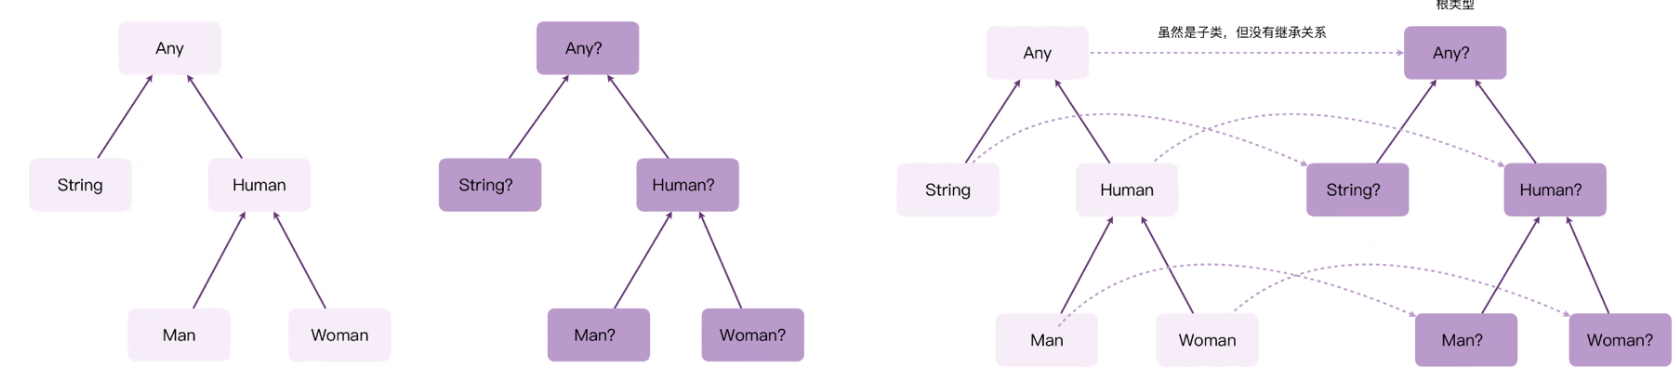 根类型
Any
Any?
虽然是子类，但没有继承关系
Any
Any?
String
Human
String?
Human?
String
Human
String?
Human?
Man
Woman
Man?
Woman?
Man
Woman
Man?
Woman?